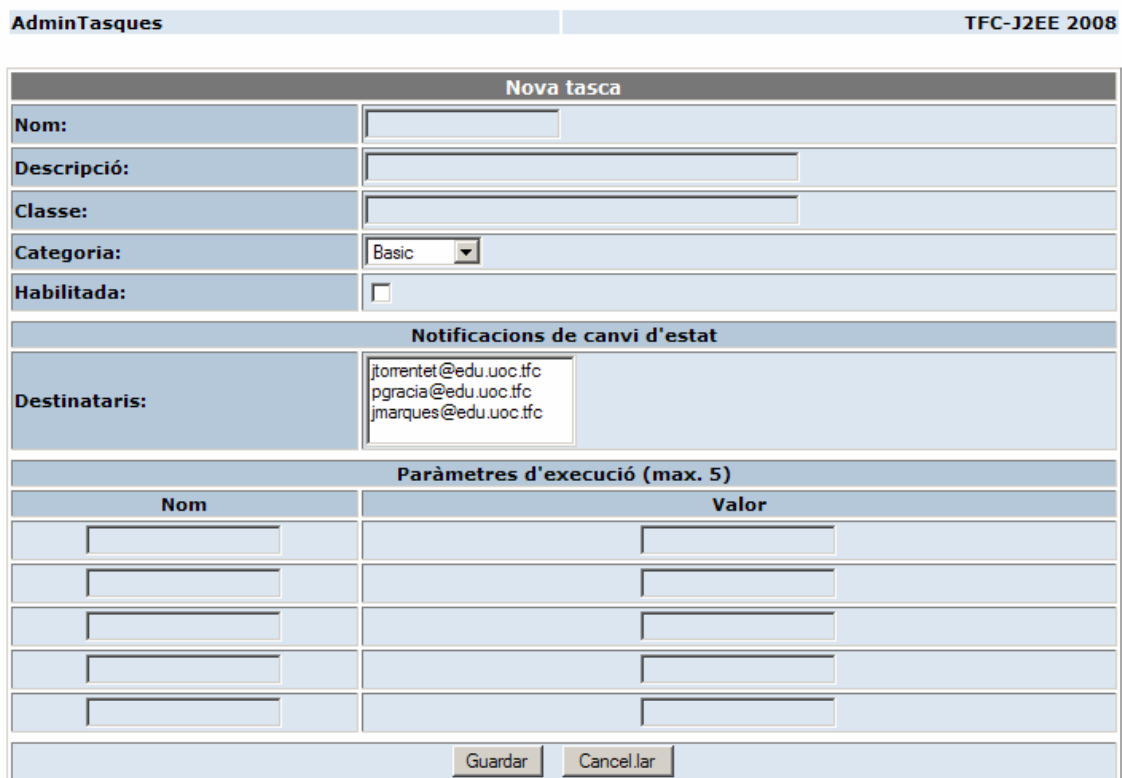 AdminTasques TFC-J2EE 2008
Nova tasca
Nom:
Descripció:
Classe:
Categoria: Basic
Habilitada:
Notificacions de canvi d'estat
Destinataris:
jtorrentet@edu.uoc.tfc
pgracia@edu.uoc.tfc
jmarques@edu.uoc.tfc
Paràmetres d'execució (max. 5)
Nom Valor
Guardar Cancel.lar